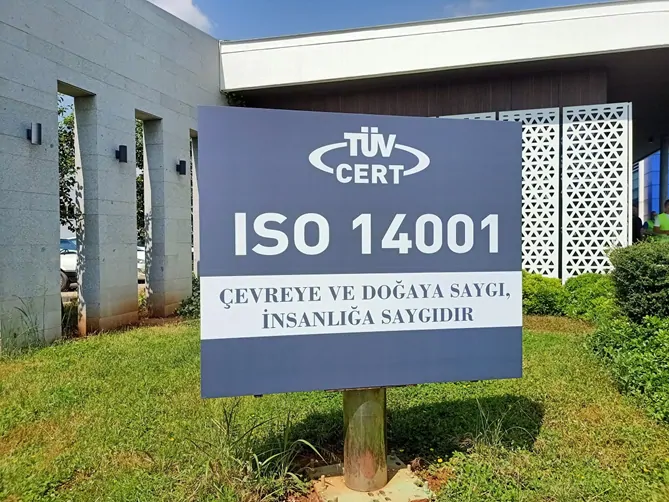 TÜV
CERT
ISO 14001
ÇEVREYE VE DOĞAYA SAYGI,
İNSANLIĞA SAYGIDIR